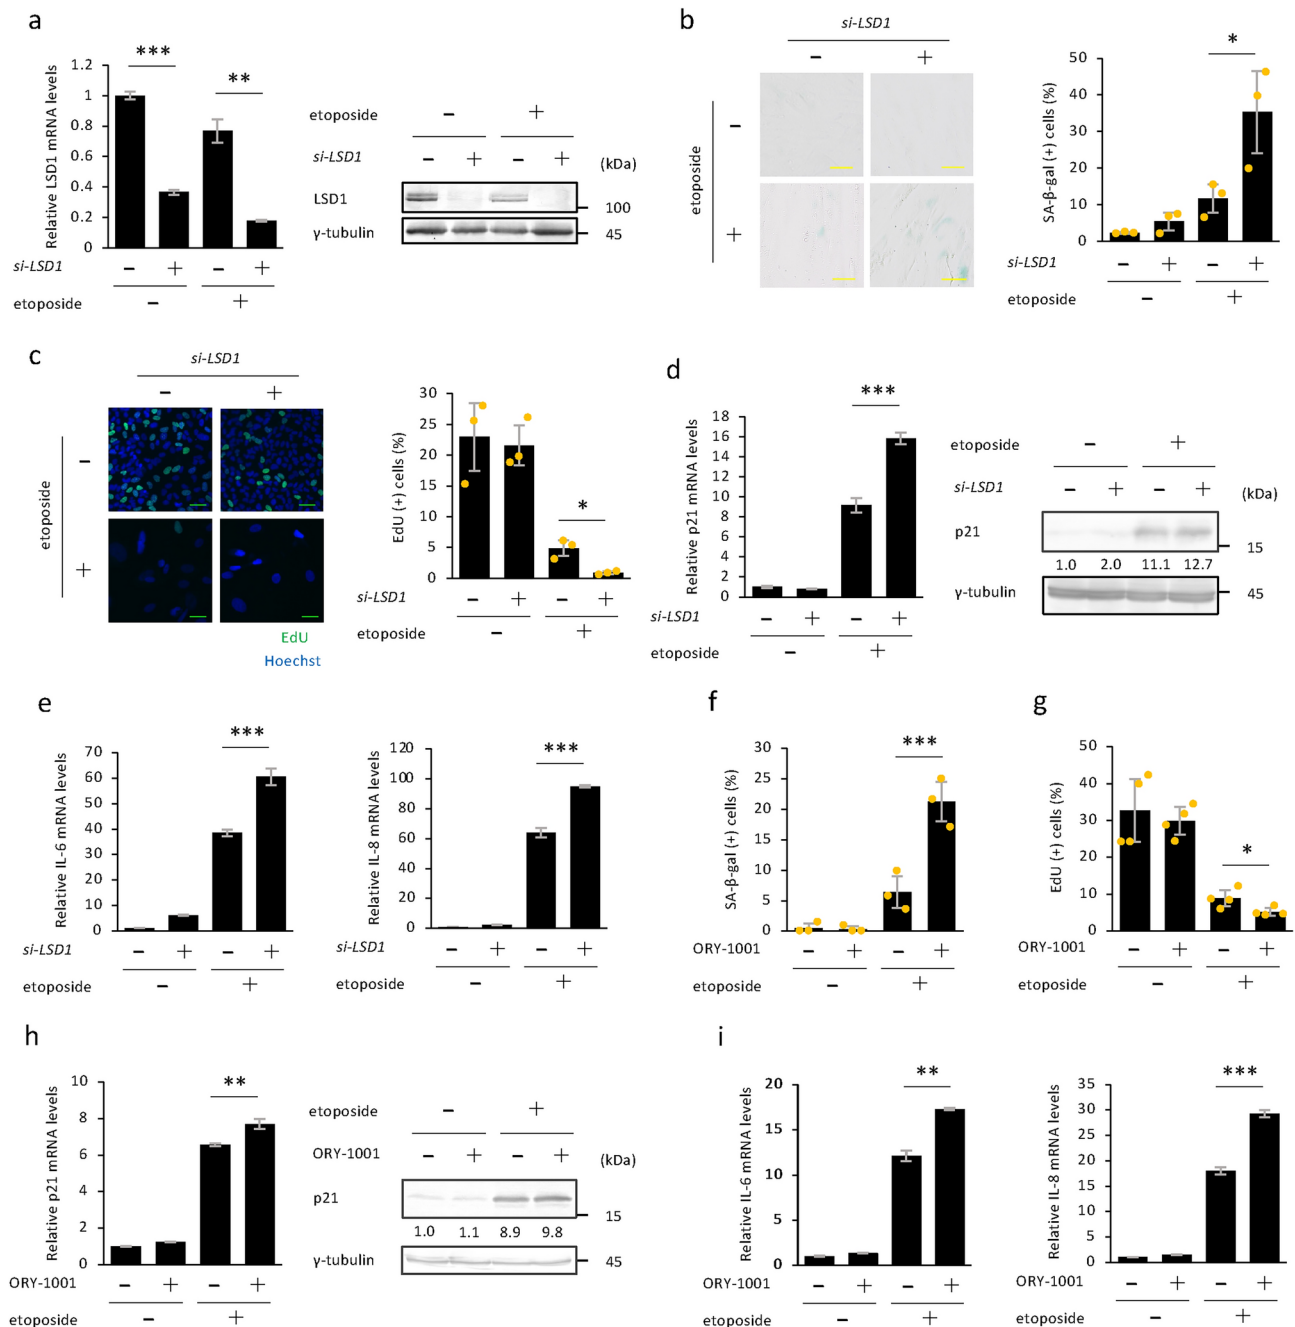 a
Relative LSD1 mRNA levels
***
**
1.2
1
0.8
0.6
0.4
0.2
0
si-LSD1 − + − +
etoposide − +
etoposide − +
si-LSD1 − + − + (kDa)
LSD1 100
γ-tubulin 45
b
si-LSD1
− +
etoposide
−
+
SA-β-gal (+) cells (%)
*
50
40
30
20
10
0
si-LSD1 − + − +
etoposide − +
c
si-LSD1
− +
etoposide
−
+
EdU
Hoechst
EdU (+) cells (%)
30
25
20
15
10
5
0
*
si-LSD1 − + − +
etoposide − +
d
Relative p21 mRNA levels
***
18
16
14
12
10
8
6
4
2
0
si-LSD1 − + − +
etoposide − +
etoposide − +
si-LSD1 − + − + (kDa)
p21 15
1.0 2.0 11.1 12.7
γ-tubulin 45
e
Relative IL-6 mRNA levels
***
70
60
50
40
30
20
10
0
si-LSD1 − + − +
etoposide − +
Relative IL-8 mRNA levels
***
120
100
80
60
40
20
0
si-LSD1 − + − +
etoposide − +
f
SA-β-gal (+) cells (%)
***
30
25
20
15
10
5
0
ORY-1001 − + − +
etoposide − +
g
EdU (+) cells (%)
50
40
30
20
10
0
*
ORY-1001 − + − +
etoposide − +
h
Relative p21 mRNA levels
**
10
8
6
4
2
0
ORY-1001 − + − +
etoposide − +
etoposide − +
ORY-1001 − + − + (kDa)
p21 15
1.0 1.1 8.9 9.8
γ-tubulin 45
i
Relative IL-6 mRNA levels
**
20
15
10
5
0
ORY-1001 − + − +
etoposide − +
Relative IL-8 mRNA levels
***
35
30
25
20
15
10
5
0
ORY-1001 − + − +
etoposide − +